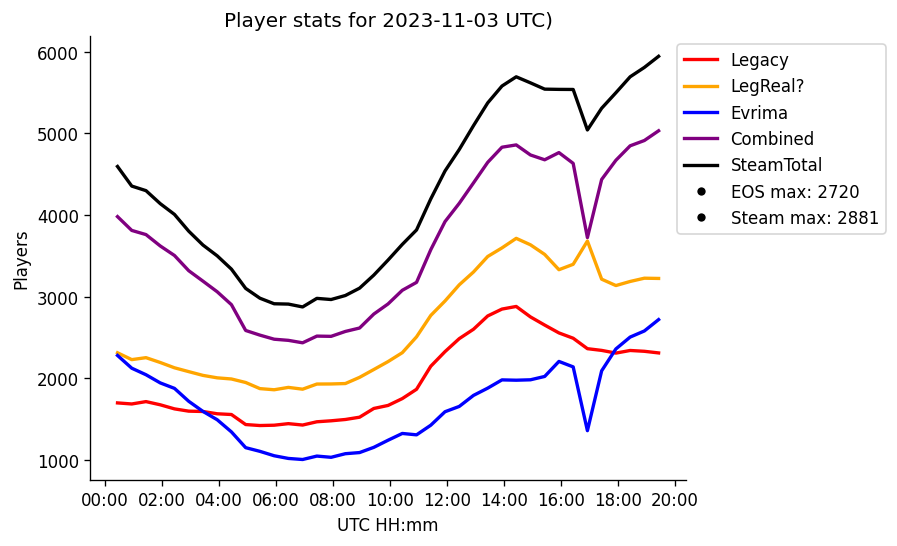 Player stats for 2023-11-03 UTC)
Players
6000
5000
4000
3000
2000
1000
00:00 02:00 04:00 06:00 08:00 10:00 12:00 14:00 16:00 18:00 20:00
UTC HH:mm
Legacy
LegReal?
Evrima
Combined
SteamTotal
EOS max: 2720
Steam max: 2881